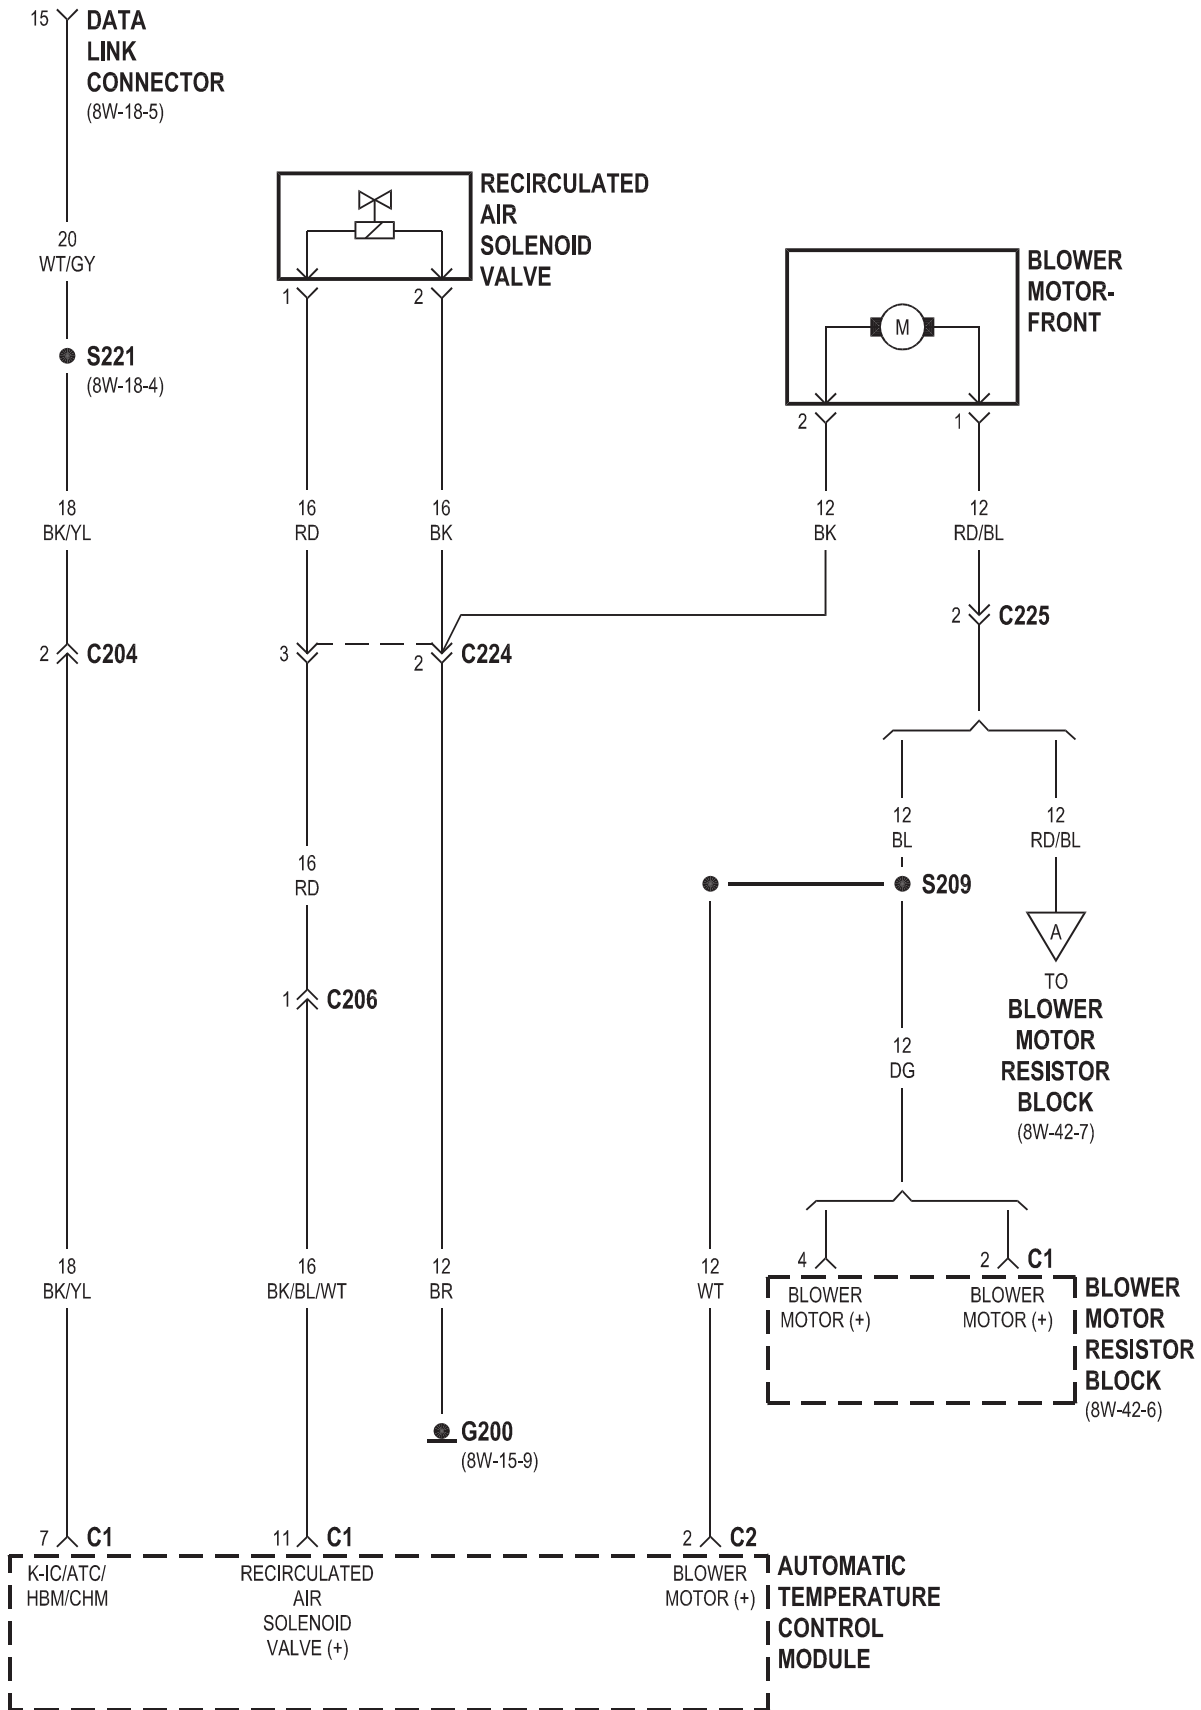 15
DATA
LINK
CONNECTOR
(8W-18-5)
RECIRCULATED
AIR
SOLENOID
VALVE
20
WT/GY
BLOWER
MOTOR-
FRONT
1
2
M
S221
(8W-18-4)
2
1
18
BK/YL
16
RD
16
BK
12
BK
12
RD/BL
2
C225
2
C204
3
2
C224
12
BL
12
RD/BL
16
RD
S209
A
TO
BLOWER
MOTOR
RESISTOR
BLOCK
(8W-42-7)
1
C206
12
DG
18
BK/YL
16
BK/BL/WT
12
BR
12
WT
4
2
C1
BLOWER
MOTOR (+)
BLOWER
MOTOR (+)
BLOWER
MOTOR
RESISTOR
BLOCK
(8W-42-6)
G200
(8W-15-9)
7
C1
11
C1
2
C2
K-IC/ATC/
HBM/CHM
RECIRCULATED
AIR
SOLENOID
VALVE (+)
BLOWER
MOTOR (+)
AUTOMATIC
TEMPERATURE
CONTROL
MODULE